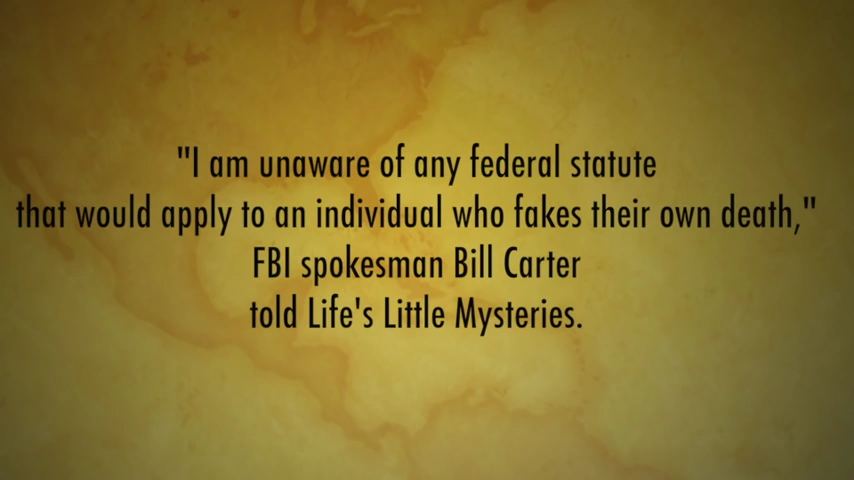 "I am unaware of any federal statute
that would apply to an individual who fakes their own death,"
FBI spokesman Bill Carter
told Life's Little Mysteries.